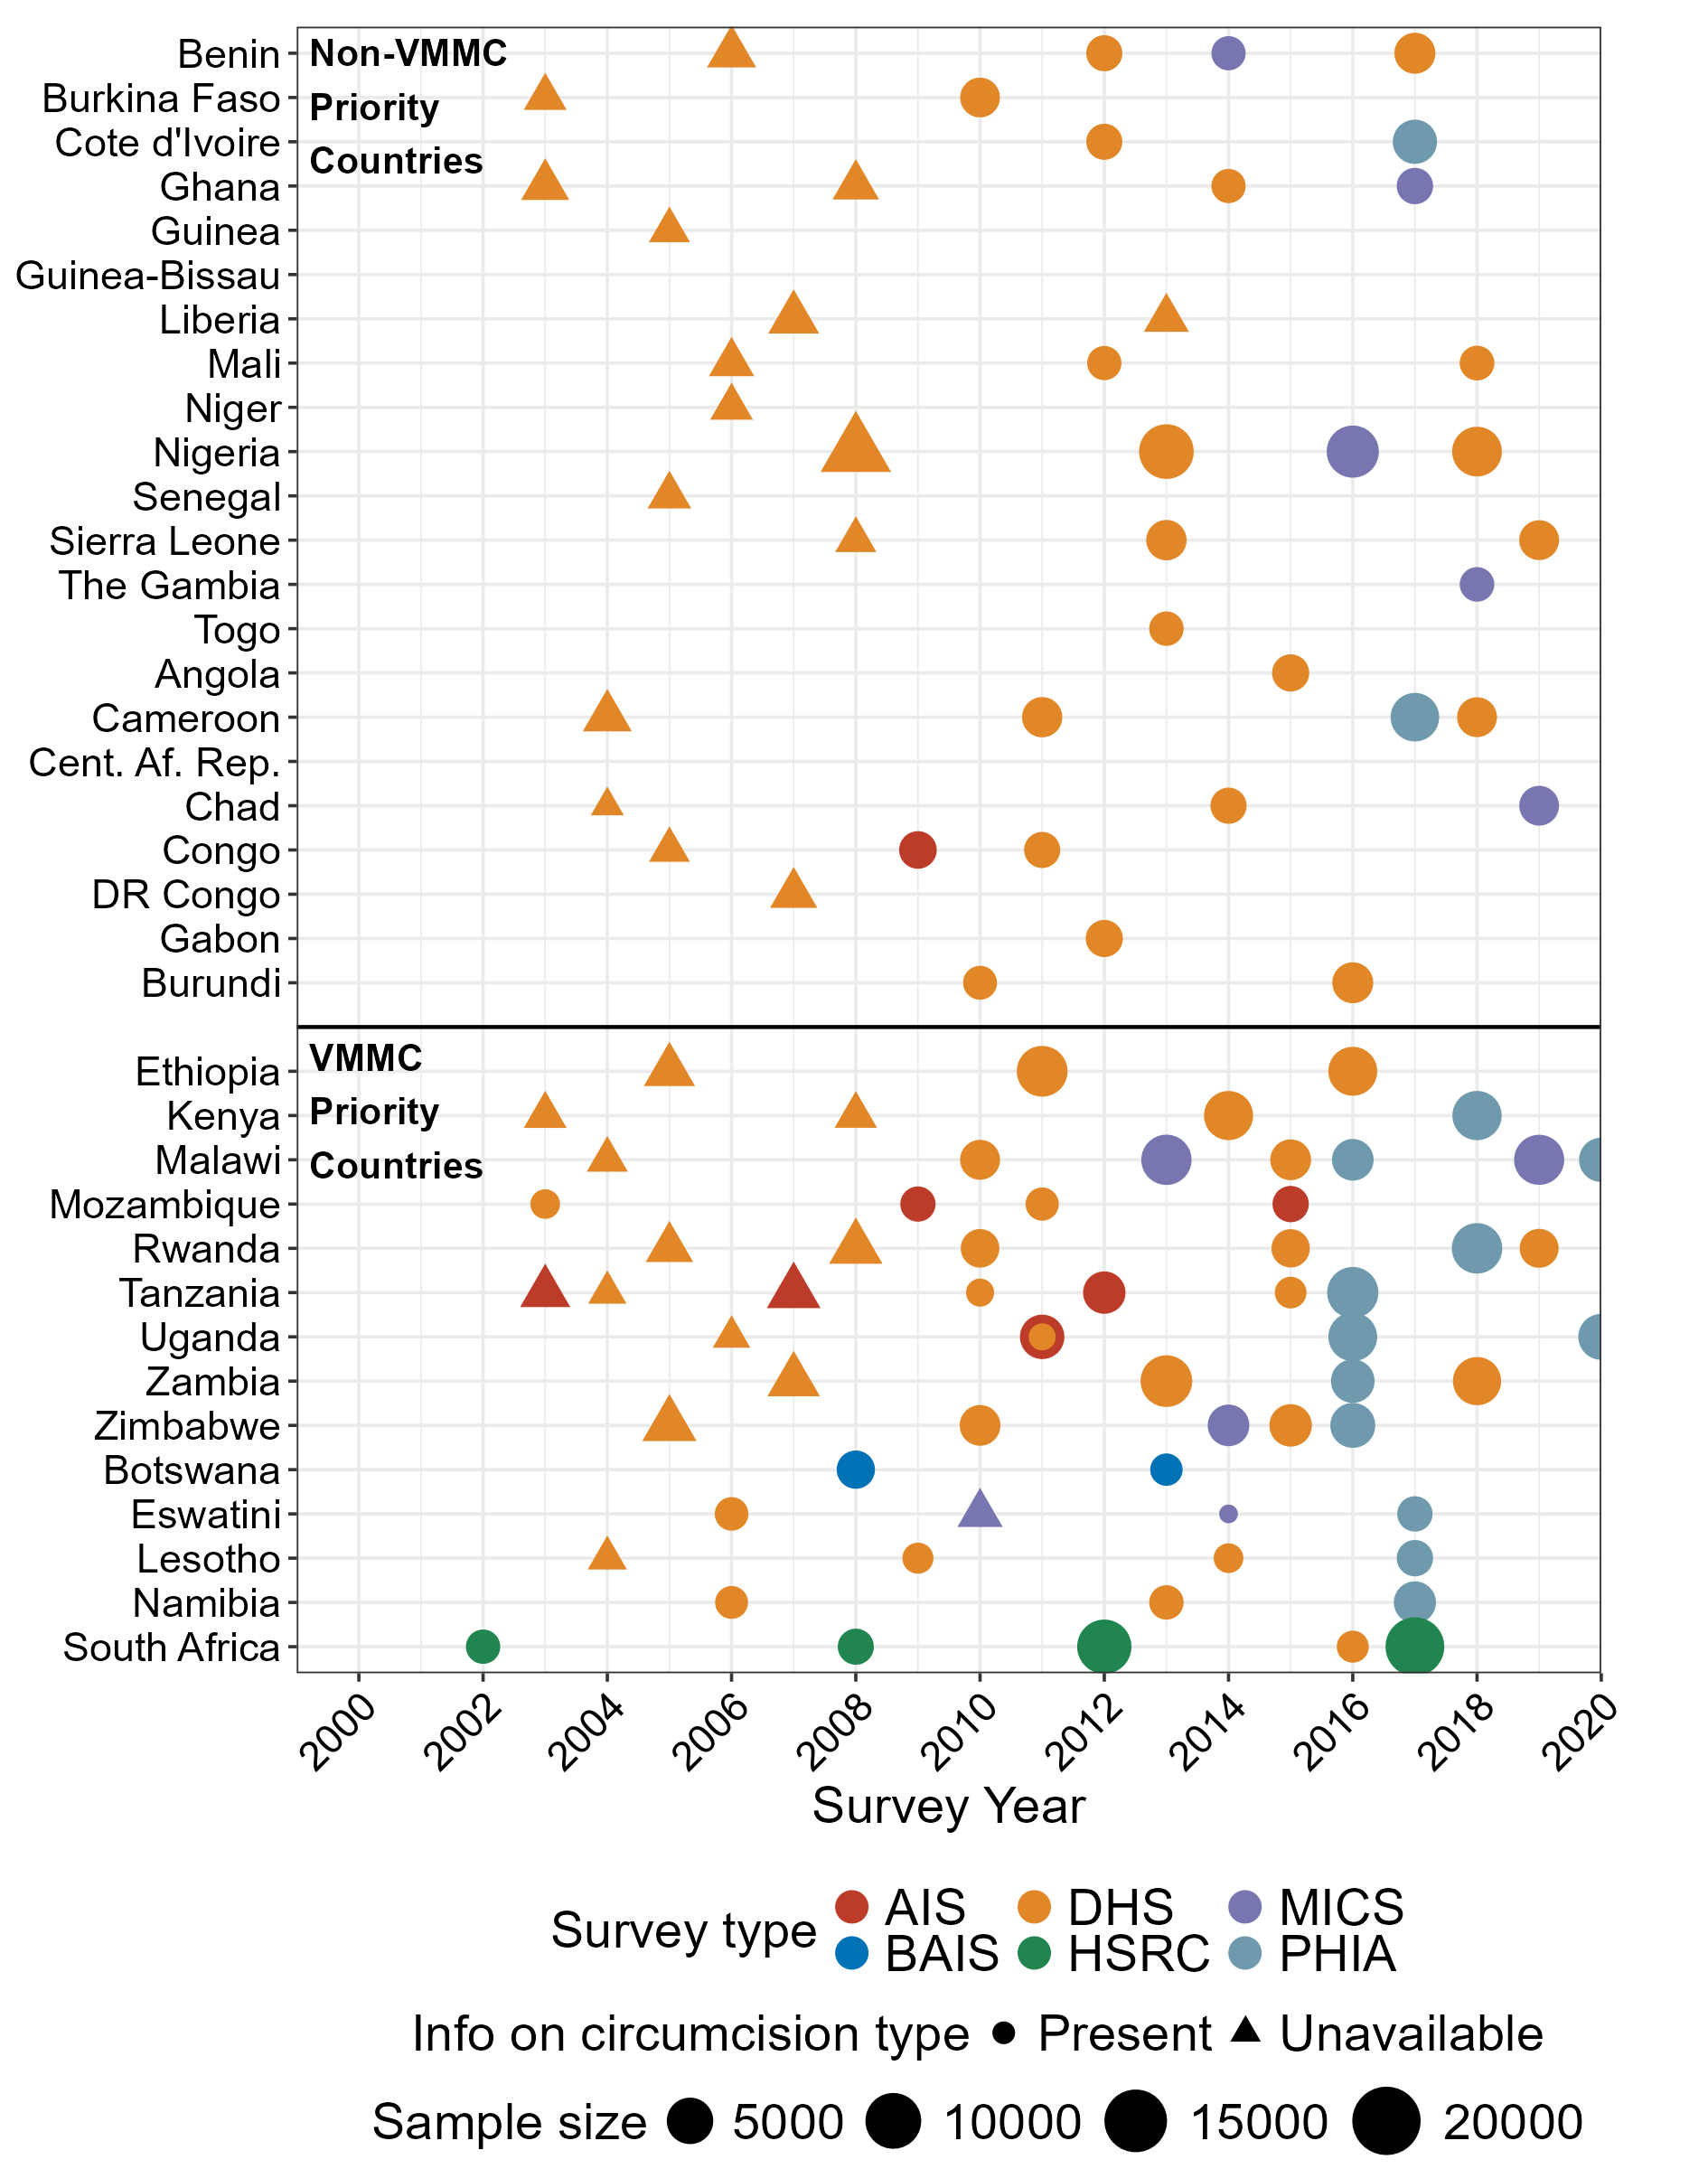 Non-VMMC
Priority
Countries
Benin
Burkina Faso
Cote d'Ivoire
Ghana
Guinea
Guinea-Bissau
Liberia
Mali
Niger
Nigeria
Senegal
Sierra Leone
The Gambia
Togo
Angola
Cameroon
Cent. Af. Rep.
Chad
Congo
DR Congo
Gabon
Burundi
VMMC
Priority
Countries
Ethiopia
Kenya
Malawi
Mozambique
Rwanda
Tanzania
Uganda
Zambia
Zimbabwe
Botswana
Eswatini
Lesotho
Namibia
South Africa
2000 2002 2004 2006 2008 2010 2012 2014 2016 2018 2020
Survey Year
Survey type AIS DHS MICS
BAIS HSRC PHIA
Info on circumcision type Present Unavailable
Sample size 5000 10000 15000 20000